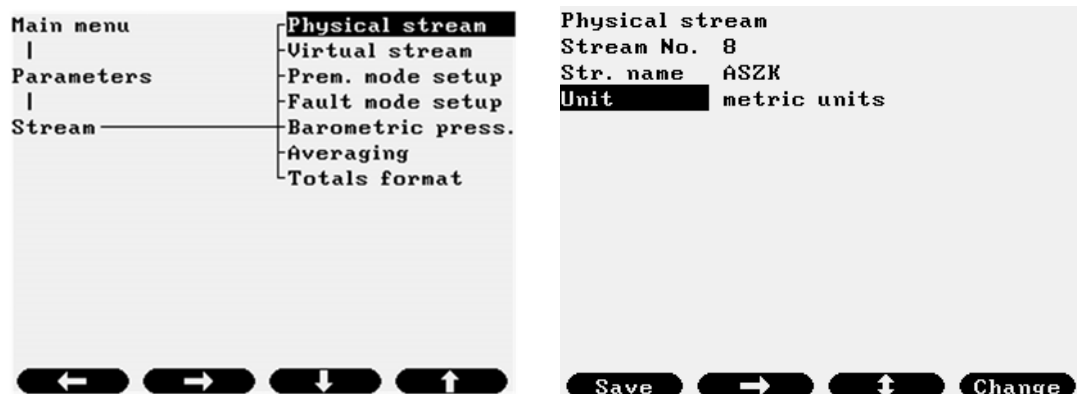 Main menu
Parameters
Stream
Physical stream
Virtual stream
Prem. mode setup
Fault mode setup
Barometric press.
Averaging
Totals format
Physical stream
Stream No. 8
Str. name ASZK
Unit metric units
Save
Change